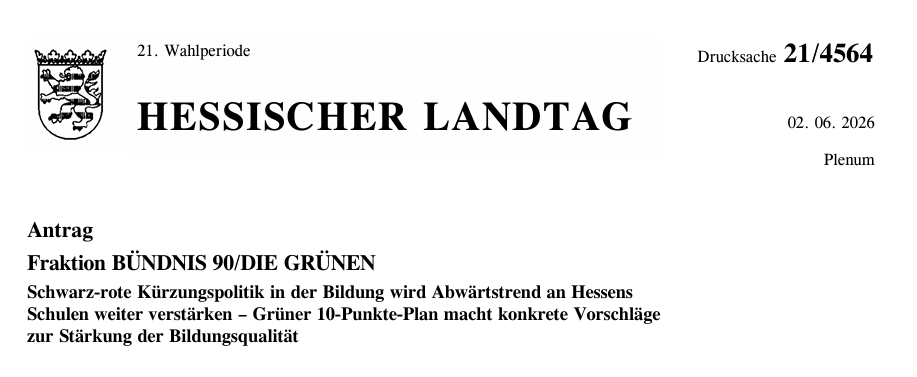 21. Wahlperiode
Drucksache 21/4564
HESSISCHER LANDTAG
02. 06. 2026
Plenum
Antrag
Fraktion BÜNDNIS 90/DIE GRÜNEN
Schwarz-rote Kürzungspolitik in der Bildung wird Abwärtstrend an Hessens
Schulen weiter verstärken – Grüner 10-Punkte-Plan macht konkrete Vorschläge
zur Stärkung der Bildungsqualität